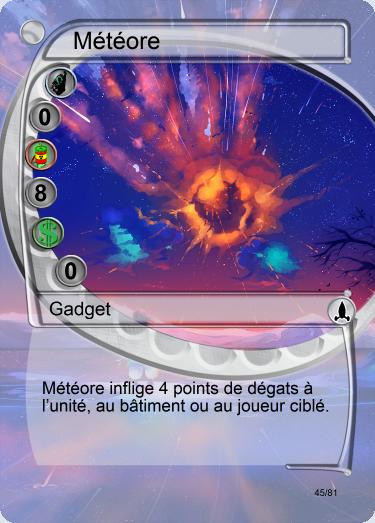 Météore
0
8
$
0
Gadget
Météore inflige 4 points de dégats à
l'unité, au bâtiment ou au joueur ciblé.
45/81